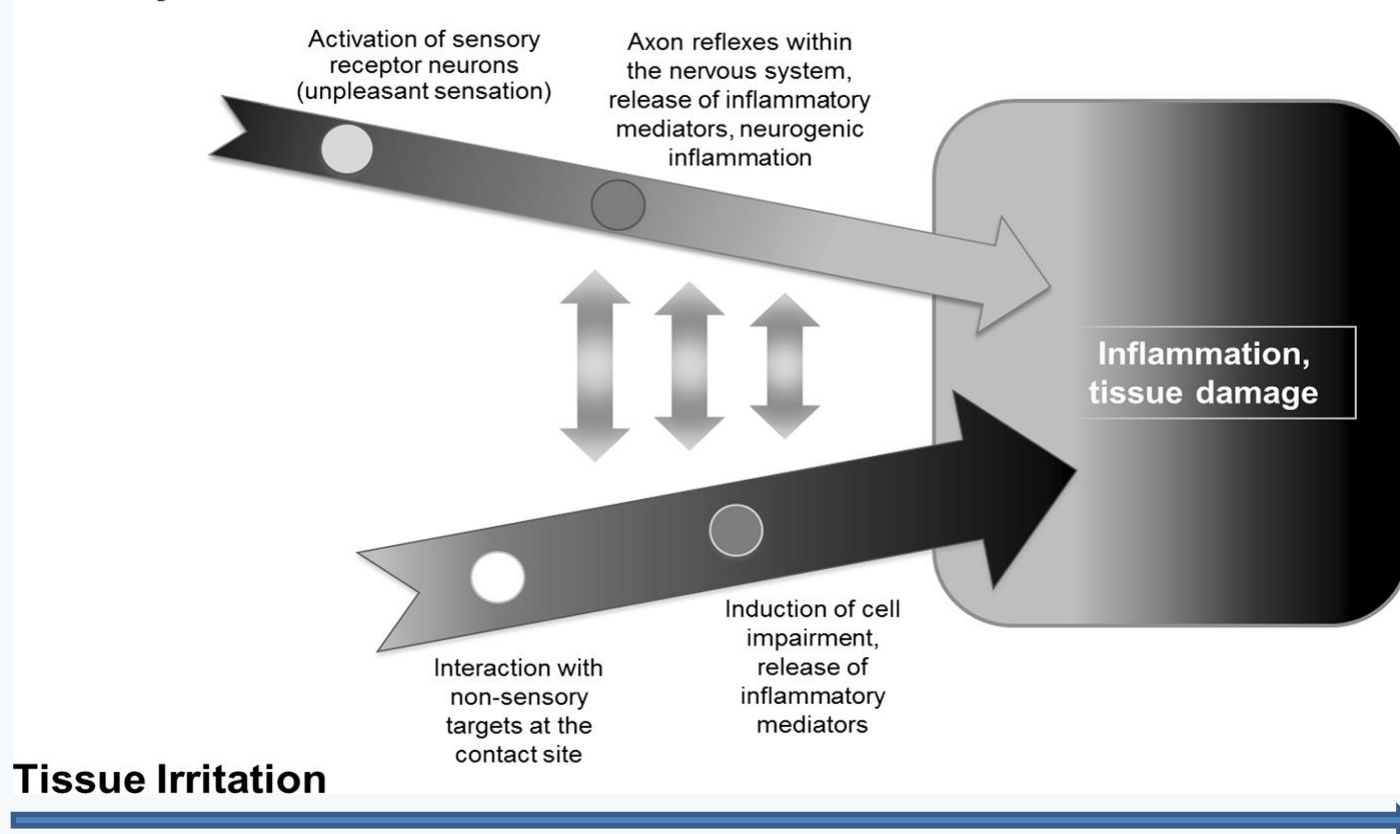 Activation of sensory
receptor neurons
(unpleasant sensation)
Axon reflexes within
the nervous system,
release of inflammatory
mediators, neurogenic
inflammation
Inflammation,
tissue damage
Induction of cell
impairment,
release of
inflammatory
mediators
Interaction with
non-sensory
targets at the
contact site
Tissue Irritation